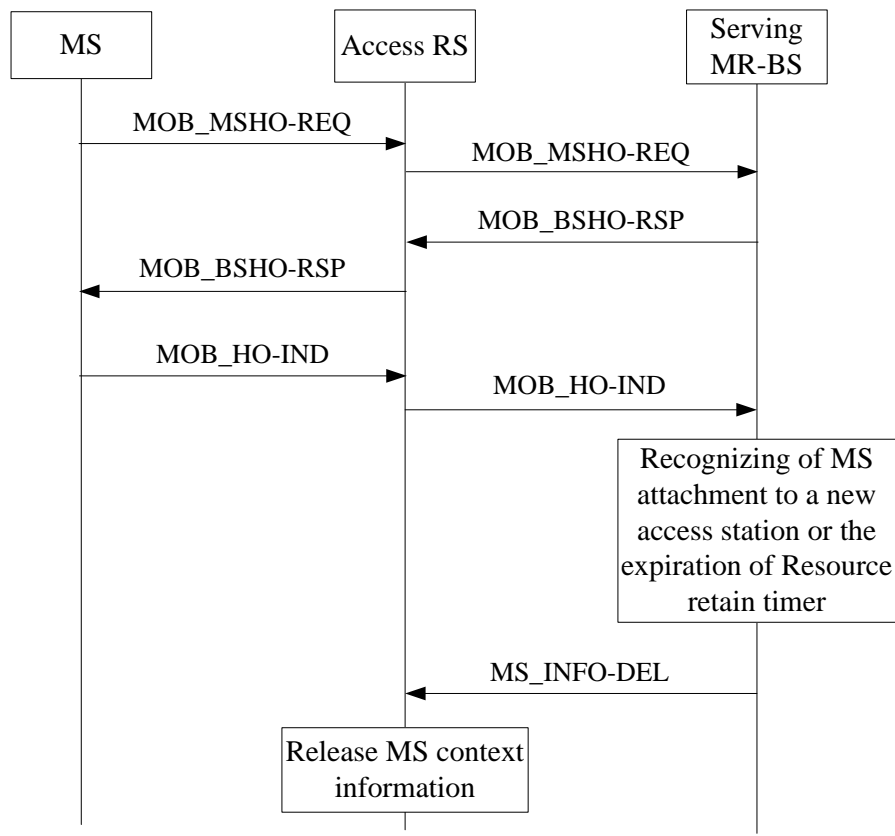 MS
Access RS
Serving
MR-BS
MOB_MSHO-REQ
MOB_MSHO-REQ
MOB_BSHO-RSP
MOB_BSHO-RSP
MOB_HO-IND
MOB_HO-IND
Recognizing of MS
attachment to a new
access station or the
expiration of Resource
retain timer
MS_INFO-DEL
Release MS context
information